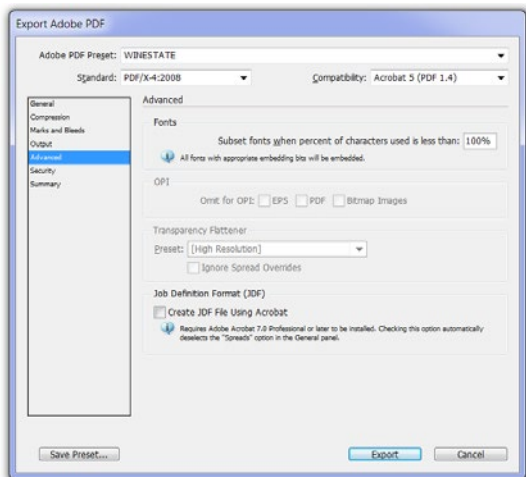 Export Adobe PDF
Adobe PDF Preset: WINESTATE
Standard: PDF/X-4:2008 Compatibility: Acrobat 5 (PDF 1.4)
General
Compression
Marks and Bleeds
Output
Advanced
Security
Summary
Advanced
Fonts
Subset fonts when percent of characters used is less than: 100%
All fonts with appropriate embedding bits will be embedded.
OPI
Omit for OPI: EPS PDF Bitmap Images
Transparency Flattener
Preset: [High Resolution]
Ignore Spread Overrides
Job Definition Format (JDF)
Create JDF File Using Acrobat
Requires Adobe Acrobat 7.0 Professional or later to be installed. Checking this option automatically
deselects the "Spreads" option in the General panel.
Save Preset... Export Cancel